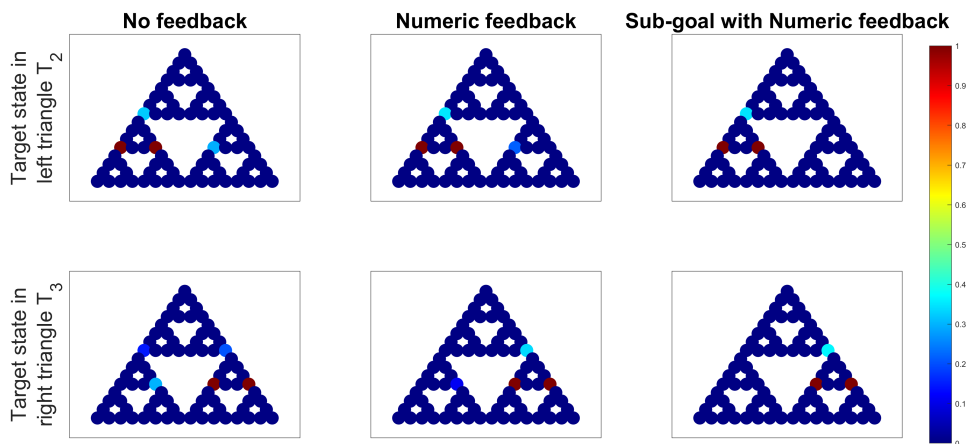 No feedback
Numeric feedback
Sub-goal with Numeric feedback
Target state in
left triangle T2
Target state in
right triangle T3
1
0.9
0.8
0.7
0.6
0.5
0.4
0.3
0.2
0.1
0